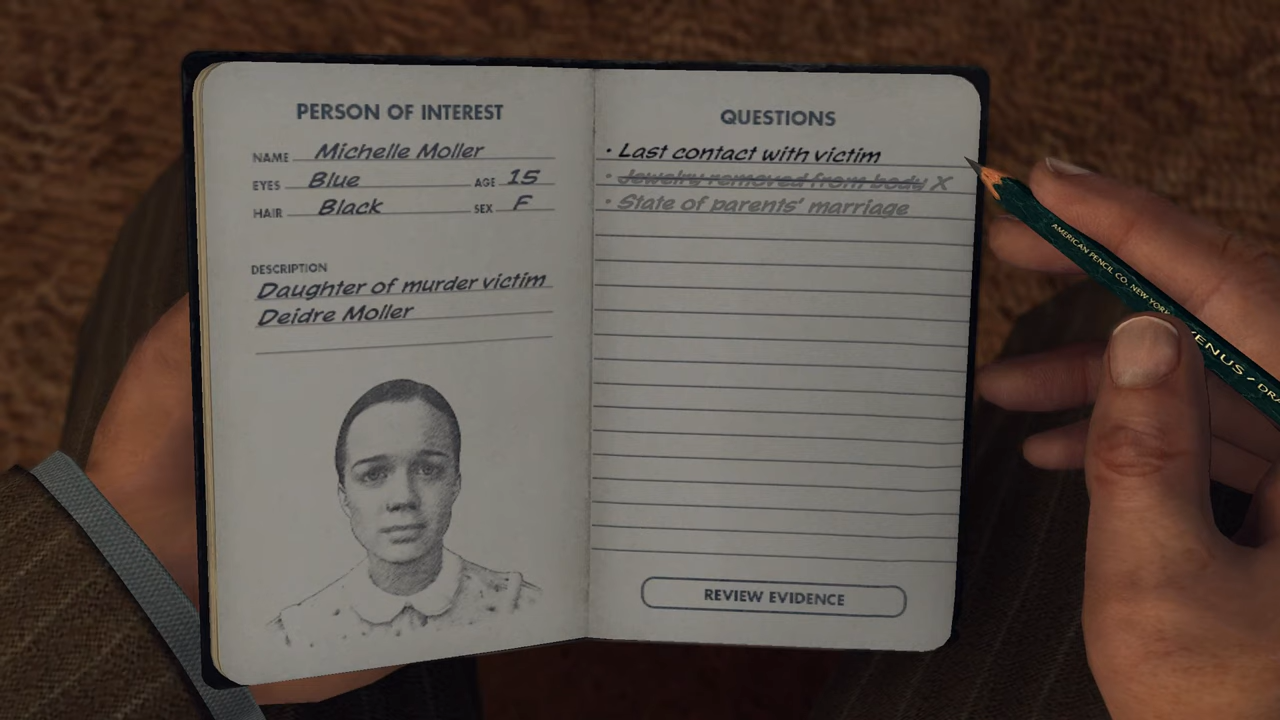 PERSON OF INTEREST
NAME Michelle Moller
EYES Blue AGE 15
HAIR Black SEX F
DESCRIPTION
Daughter of murder victim
Deidre Moller
QUESTIONS
· Last contact with victim
· Jewelry removed from body X
· State of parents' marriage
REVIEW EVIDENCE
AMERICAN PENCIL CO. NEW YORK
VENUS / DRA